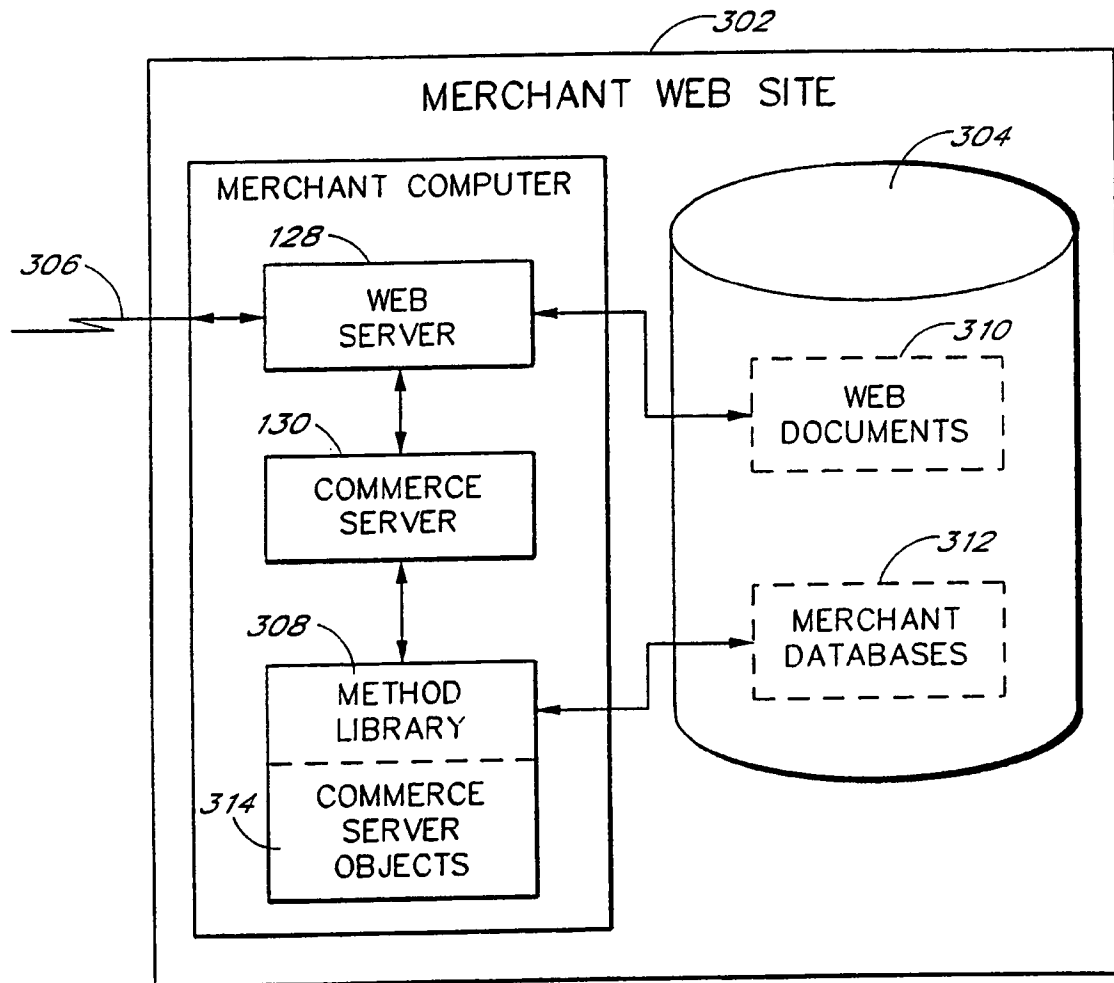 302
MERCHANT WEB SITE
304
MERCHANT COMPUTER
128
306
WEB
SERVER
310
WEB
DOCUMENTS
130
COMMERCE
SERVER
312
MERCHANT
DATABASES
308
METHOD
LIBRARY
314
COMMERCE
SERVER
OBJECTS